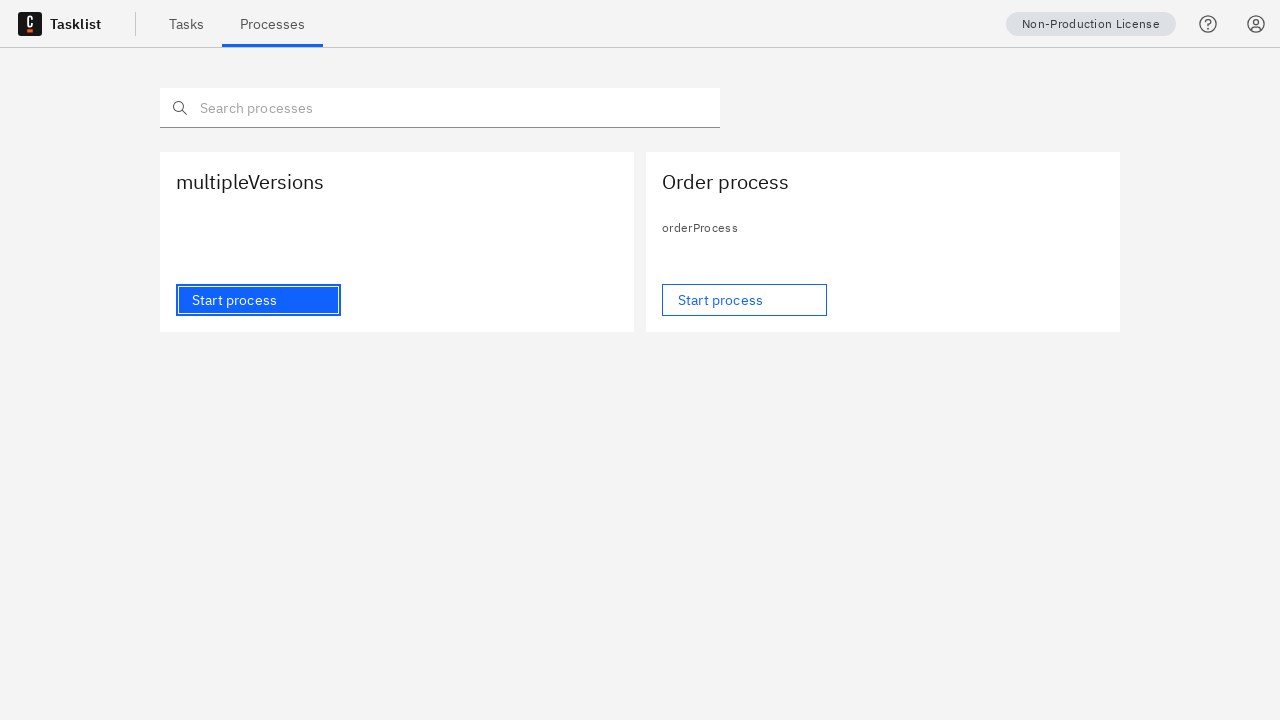 Tasklist
Tasks
Processes
Non-Production License
Search processes
multipleVersions
Start process
Order process
orderProcess
Start process